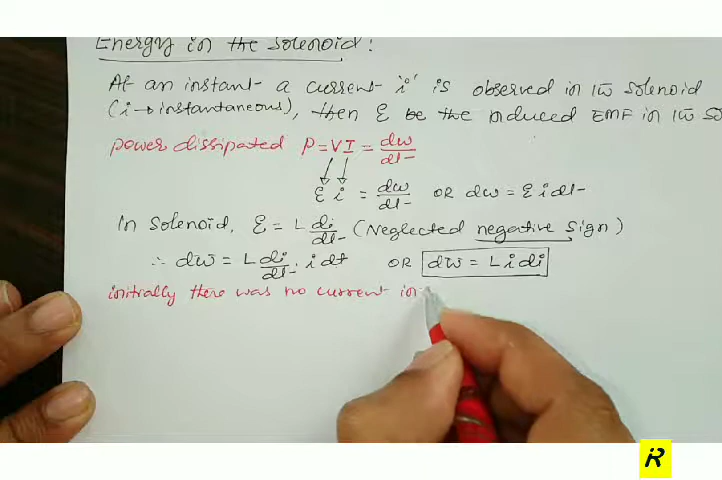 Energy in the Solenoid:
At an instant a current 'i' is observed in the solenoid
(i→instantaneous), then Ɛ be the induced EMF in the so
power dissipated P = VI = dw/dt
Ɛ i = dw/dt OR dw = Ɛ i dt
In Solenoid, Ɛ = L di/dt (Neglected negative sign)
∴ dw = L di/dt . i dt OR dw = L i di
initially there was no current in
R